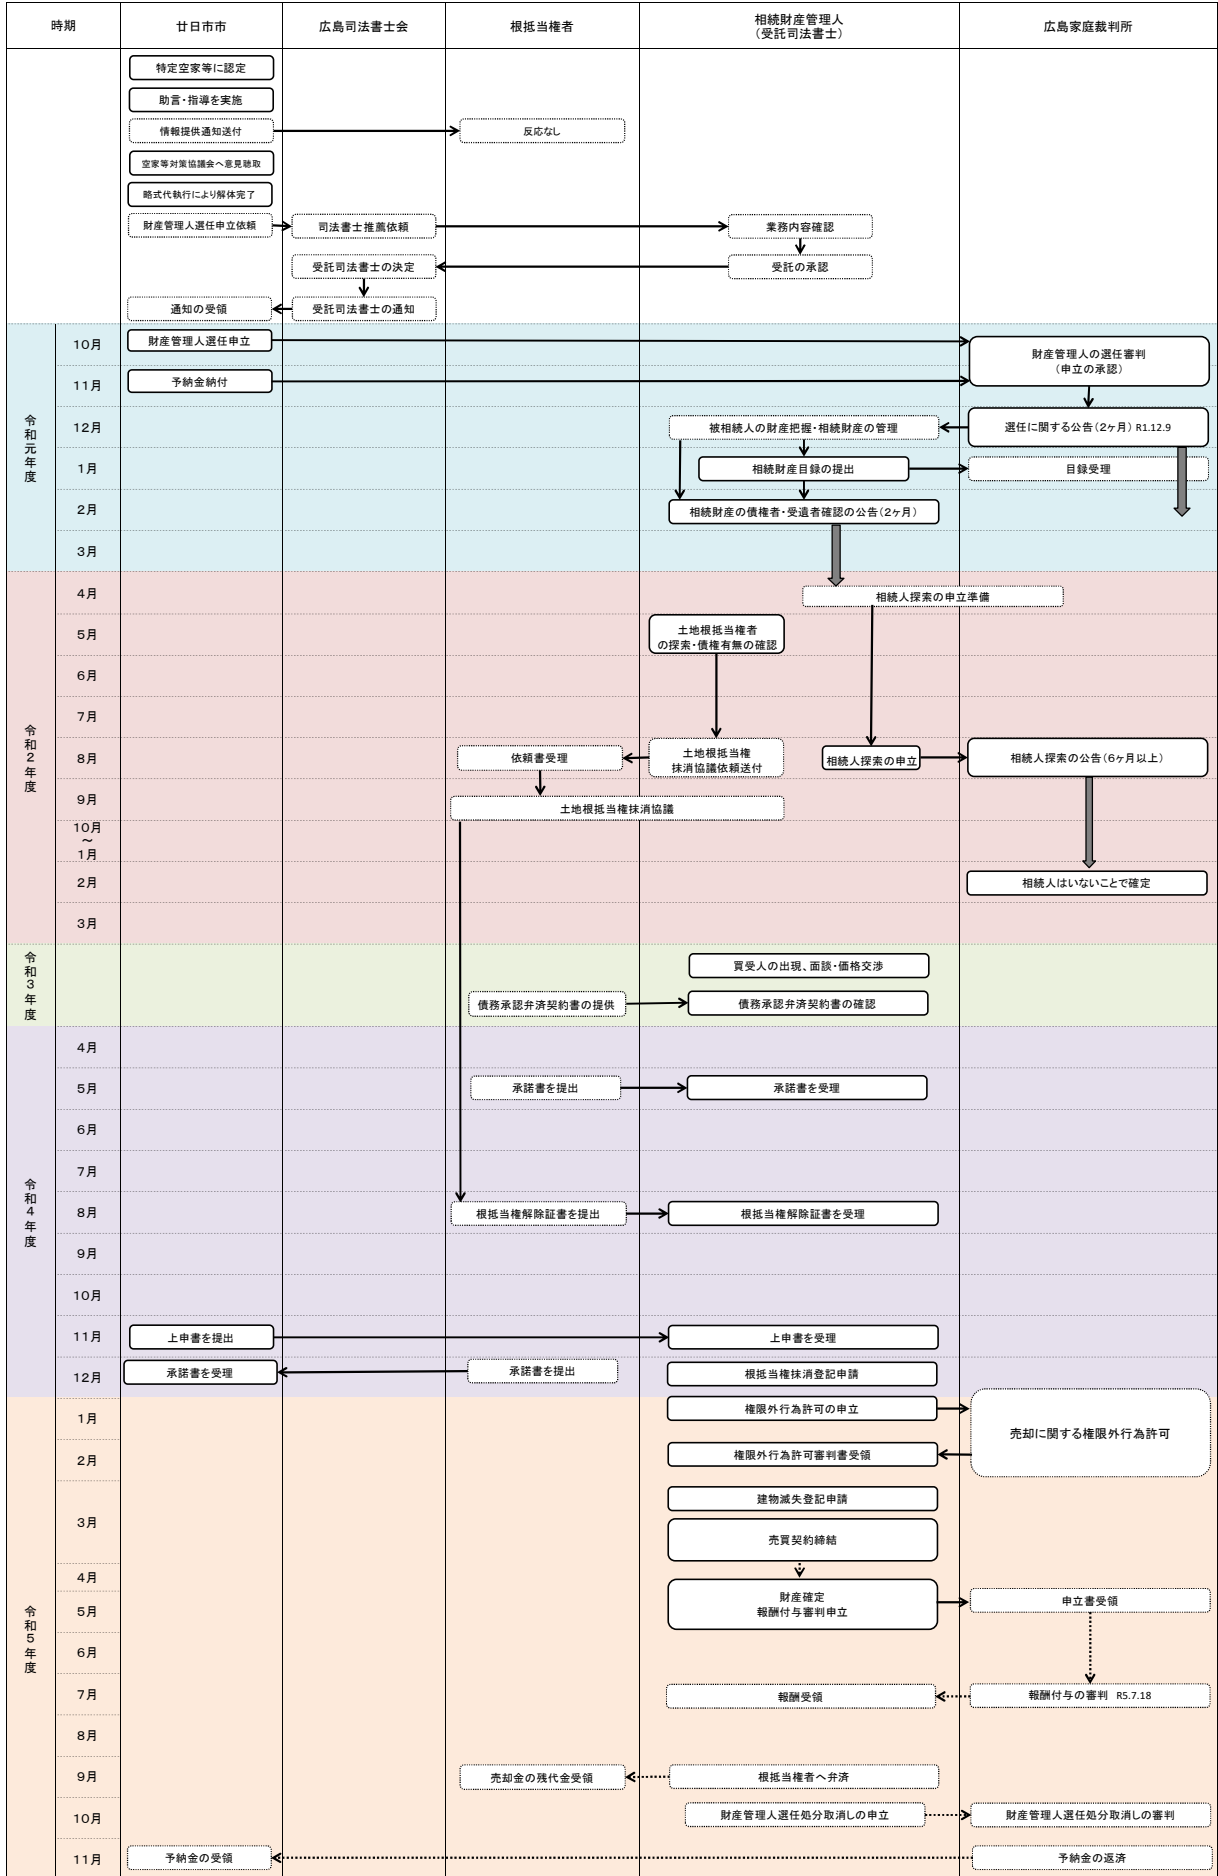 時期
廿日市市
広島司法書士会
根抵当権者
相続財産管理人
（受託司法書士）
広島家庭裁判所
特定空家等に認定
助言・指導を実施
情報提供通知送付
反応なし
空家等対策協議会へ意見聴取
略式代執行により解体完了
財産管理人選任申立依頼
司法書士推薦依頼
業務内容確認
受託司法書士の決定
受託の承認
通知の受領
受託司法書士の通知
令和元年度
10月
財産管理人選任申立
財産管理人の選任審判
（申立の承認）
11月
予納金納付
12月
被相続人の財産把握・相続財産の管理
選任に関する公告（2ヶ月） R1.12.9
1月
相続財産目録の提出
目録受理
2月
相続財産の債権者・受遺者確認の公告（2ヶ月）
3月
令和2年度
4月
相続人探索の申立準備
5月
土地根抵当権者
の探索・債権有無の確認
6月
7月
8月
依頼書受理
土地根抵当権
抹消協議依頼送付
相続人探索の申立
相続人探索の公告（6ヶ月以上）
9月
土地根抵当権抹消協議
10月
～
1月
2月
相続人はいないことで確定
3月
令和3年度
買受人の出現、面談・価格交渉
債務承認弁済契約書の提供
債務承認弁済契約書の確認
令和4年度
4月
5月
承諾書を提出
承諾書を受理
6月
7月
8月
根抵当権解除証書を提出
根抵当権解除証書を受理
9月
10月
11月
上申書を提出
上申書を受理
12月
承諾書を受理
承諾書を提出
根抵当権抹消登記申請
令和5年度
1月
権限外行為許可の申立
売却に関する権限外行為許可
2月
権限外行為許可審判書受領
3月
建物滅失登記申請
売買契約締結
4月
財産確定
報酬付与審判申立
5月
申立書受領
6月
7月
報酬受領
報酬付与の審判 R5.7.18
8月
9月
売却金の残代金受領
根抵当権者へ弁済
10月
財産管理人選任処分取消しの申立
財産管理人選任処分取消しの審判
11月
予納金の受領
予納金の返済